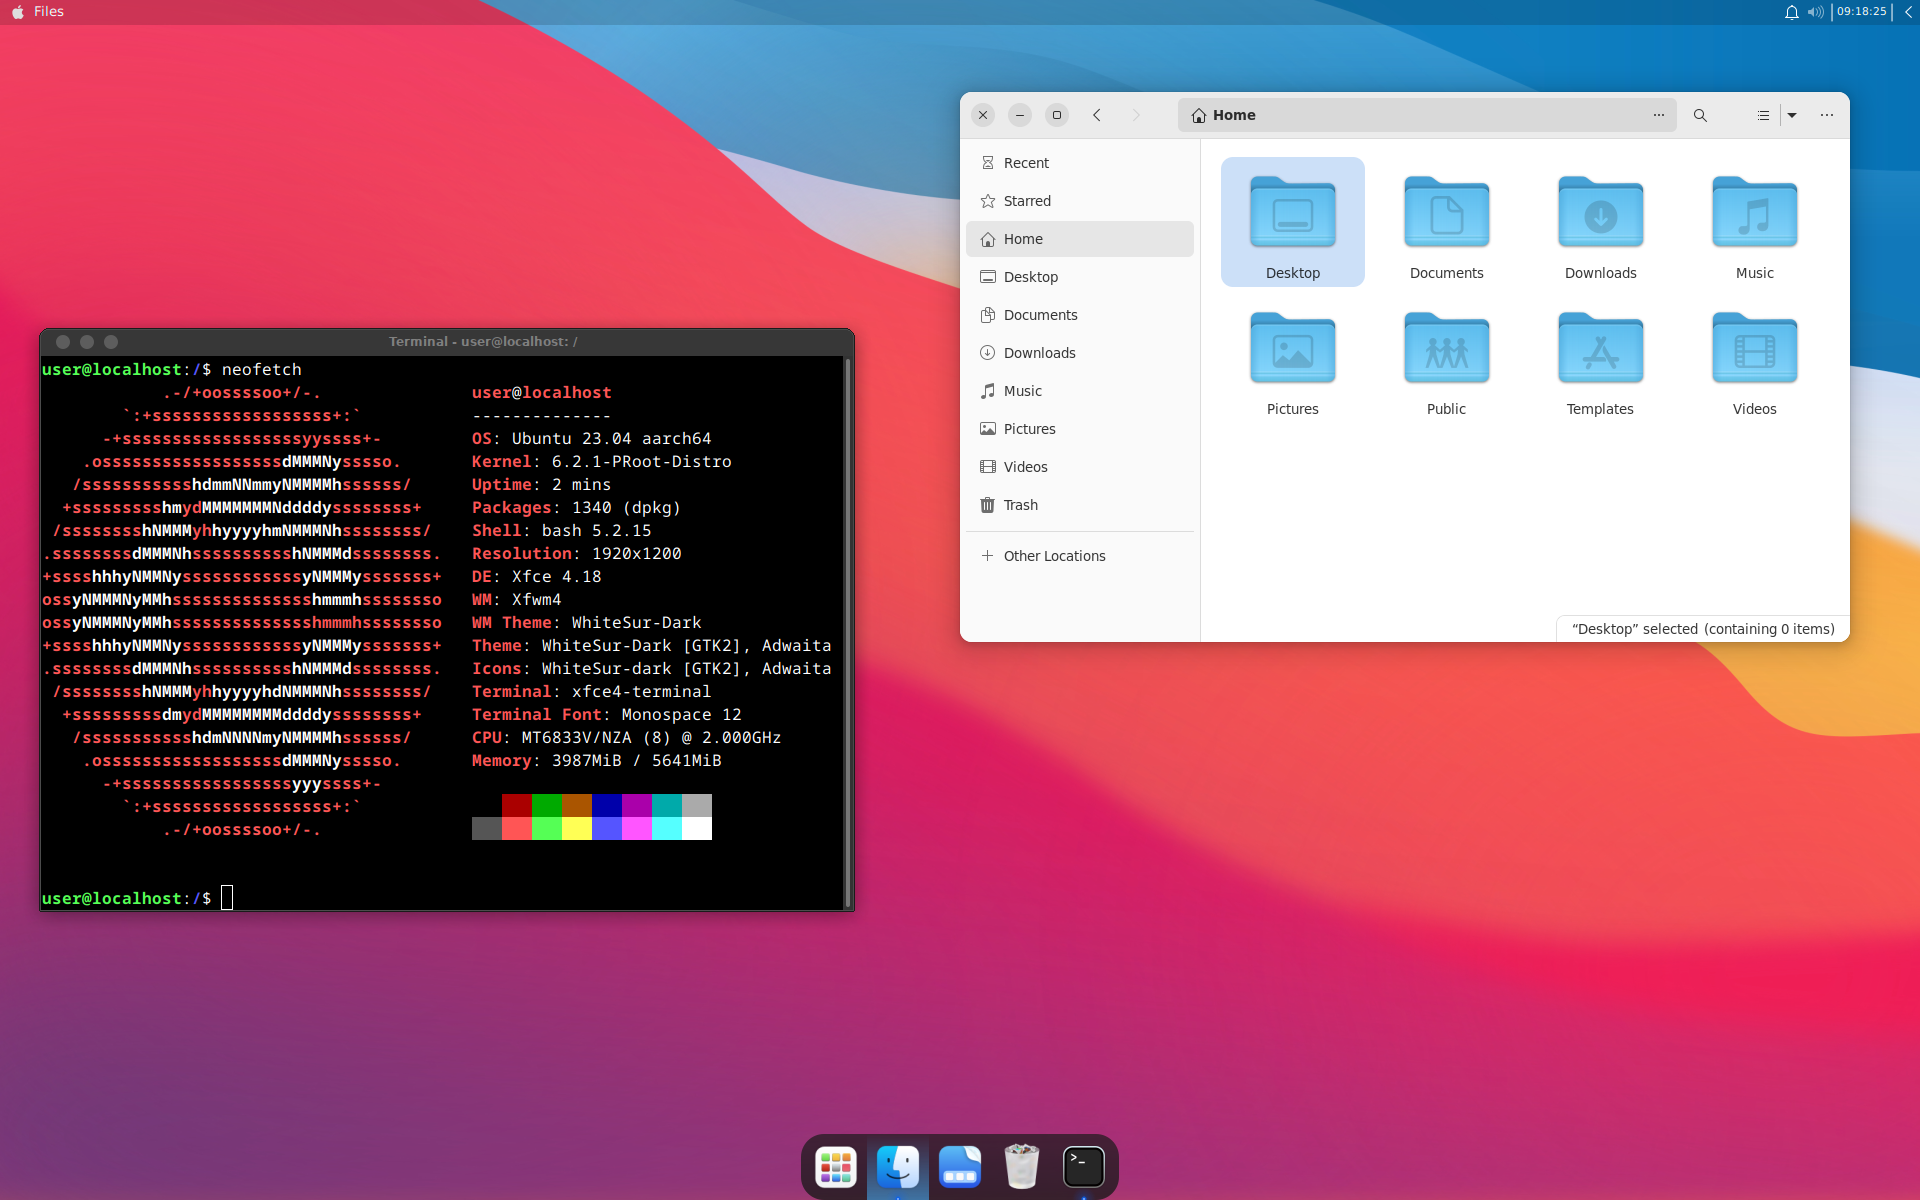 Files
09:18:25
Home
Recent
Starred
Home
Desktop
Documents
Downloads
Music
Pictures
Videos
Trash
Other Locations
Desktop
Documents
Downloads
Music
Pictures
Public
Templates
Videos
“Desktop” selected (containing 0 items)
Terminal - user@localhost: /
user@localhost:/$ neofetch
.-/+oossssoo+/-. user@localhost
`:+ssssssssssssssssss+:` --------------
-+ssssssssssssssssssyyssss+- OS: Ubuntu 23.04 aarch64
.ossssssssssssssssssdMMMNysssso. Kernel: 6.2.1-PRoot-Distro
/ssssssssssshdmmNNmmyNMMMMhssssss/ Uptime: 2 mins
+ssssssssshmydMMMMMMMNddddyssssssss+ Packages: 1340 (dpkg)
/sssssssshNMMMyhhyyyyhmNMMMNhssssssss/ Shell: bash 5.2.15
.ssssssssdMMMNhsssssssssshNMMMdssssssss. Resolution: 1920x1200
+sssshhhyNMMNyssssssssssssyNMMMysssssss+ DE: Xfce 4.18
ossyNMMMNyMMhsssssssssssssshmmmhssssssso WM: Xfwm4
ossyNMMMNyMMhsssssssssssssshmmmhssssssso WM Theme: WhiteSur-Dark
+sssshhhyNMMNyssssssssssssyNMMMysssssss+ Theme: WhiteSur-Dark [GTK2], Adwaita
.ssssssssdMMMNhsssssssssshNMMMdssssssss. Icons: WhiteSur-dark [GTK2], Adwaita
/sssssssshNMMMyhhyyyyhdNMMMNhssssssss/ Terminal: xfce4-terminal
+sssssssssdmydMMMMMMMMddddyssssssss+ Terminal Font: Monospace 12
/ssssssssssshdmNNNNmyNMMMMhssssss/ CPU: MT6833V/NZA (8) @ 2.000GHz
.ossssssssssssssssssdMMMNysssso. Memory: 3987MiB / 5641MiB
-+sssssssssssssssssyyyssss+-
`:+ssssssssssssssssss+:`
.-/+oossssoo+/-.
user@localhost:/$
>_